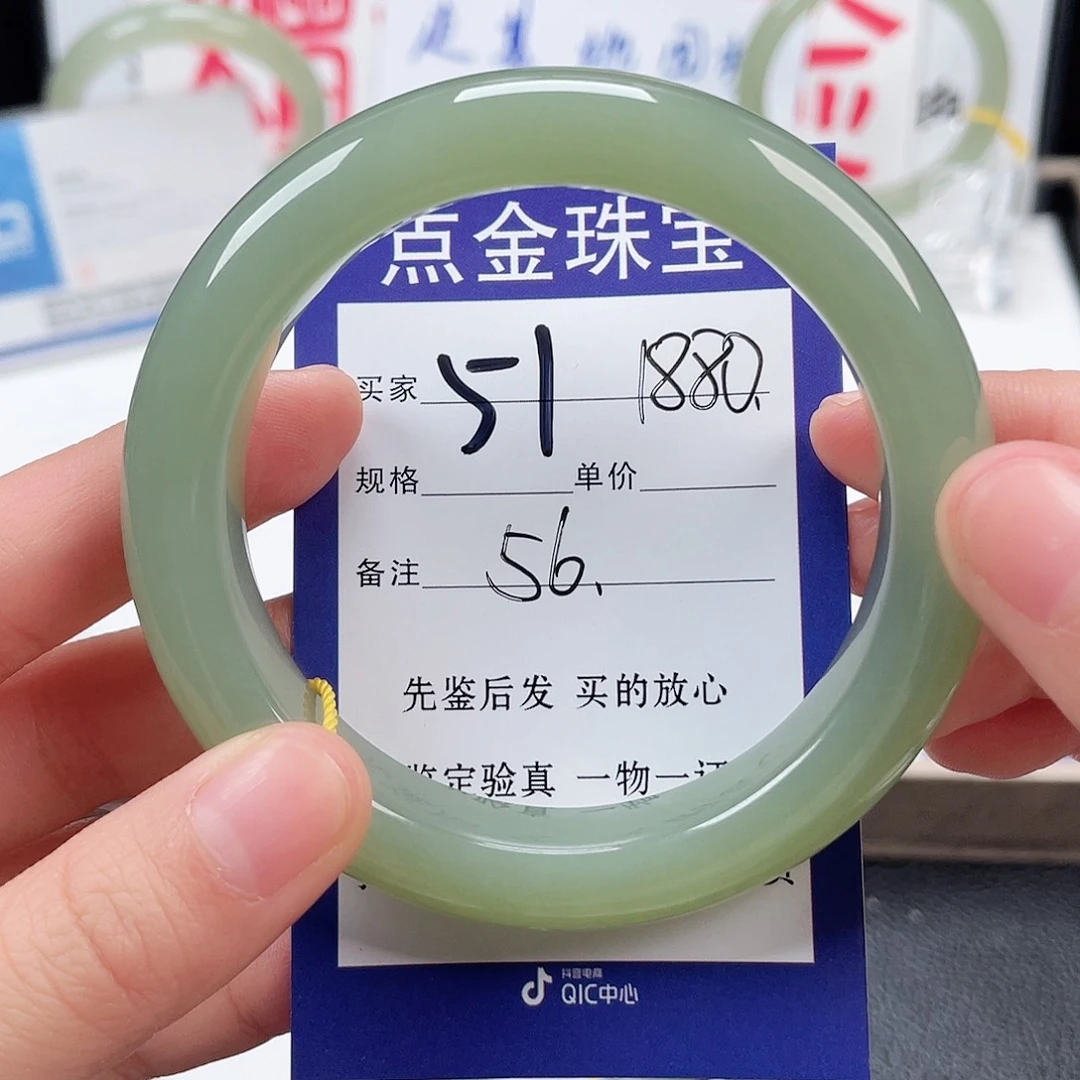 点金珠宝
买家 51 1880.
规格 单价
备注 56.
先鉴后发 买的放心
鉴定验真 一物一证
抖音电商
QIC中心